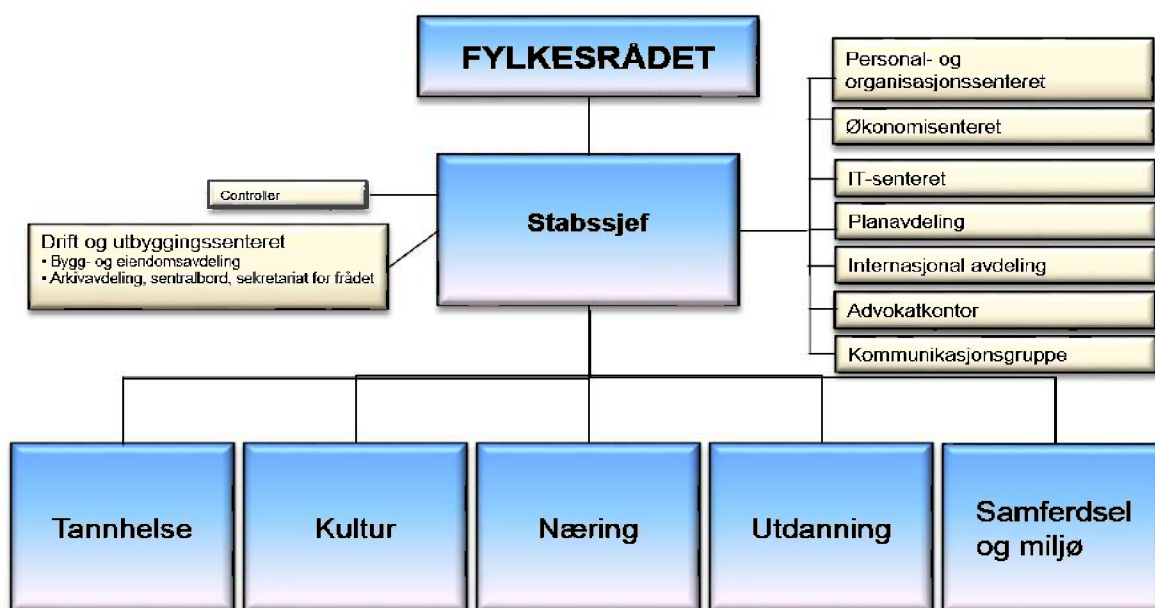 FYLKESRÅDET
Personal- og
organisasjonssenteret
Økonomisenteret
IT-senteret
Planavdeling
Internasjonal avdeling
Advokatkontor
Kommunikasjonsgruppe
Controller
Drift og utbyggingssenteret
• Bygg- og eiendomsavdeling
• Arkivavdeling, sentralbord, sekretariat for frådet
Stabssjef
Tannhelse
Kultur
Næring
Utdanning
Samferdsel
og miljø